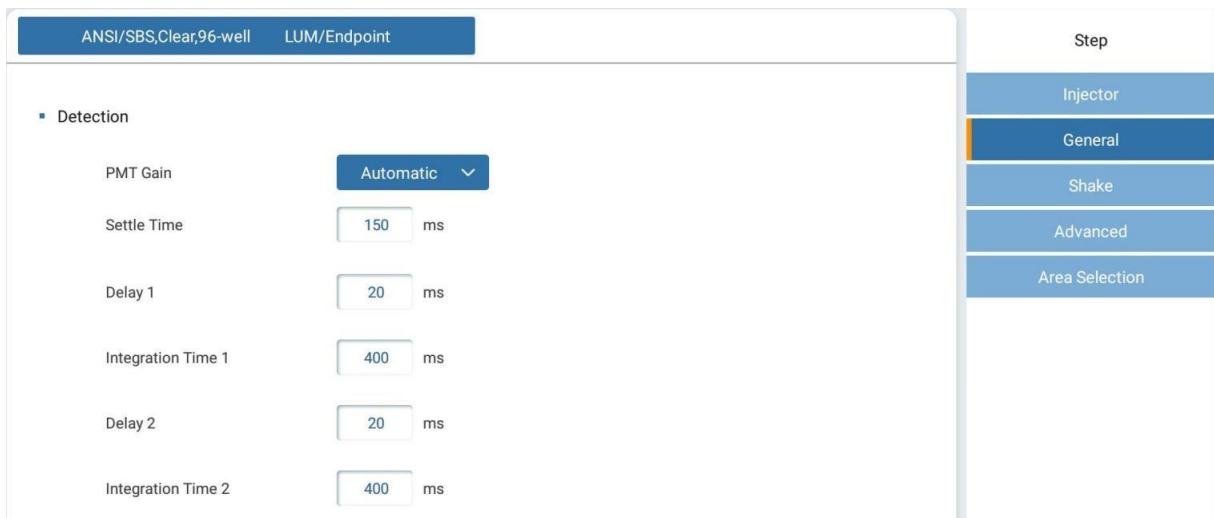 ANSI/SBS,Clear,96-well LUM/Endpoint
Detection
PMT Gain Automatic
Settle Time 150 ms
Delay 1 20 ms
Integration Time 1 400 ms
Delay 2 20 ms
Integration Time 2 400 ms
Step
Injector
General
Shake
Advanced
Area Selection